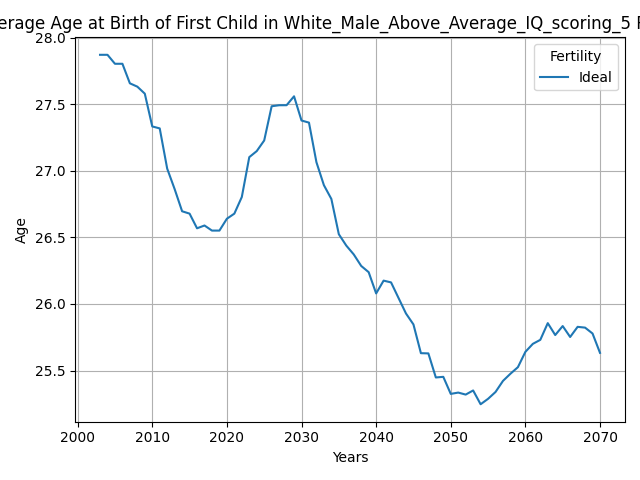 Average Age at Birth of First Child in White_Male_Above_Average_IQ_scoring_5
28.0
27.5
27.0
26.5
26.0
25.5
Age
Fertility
Ideal
2000 2010 2020 2030 2040 2050 2060 2070
Years